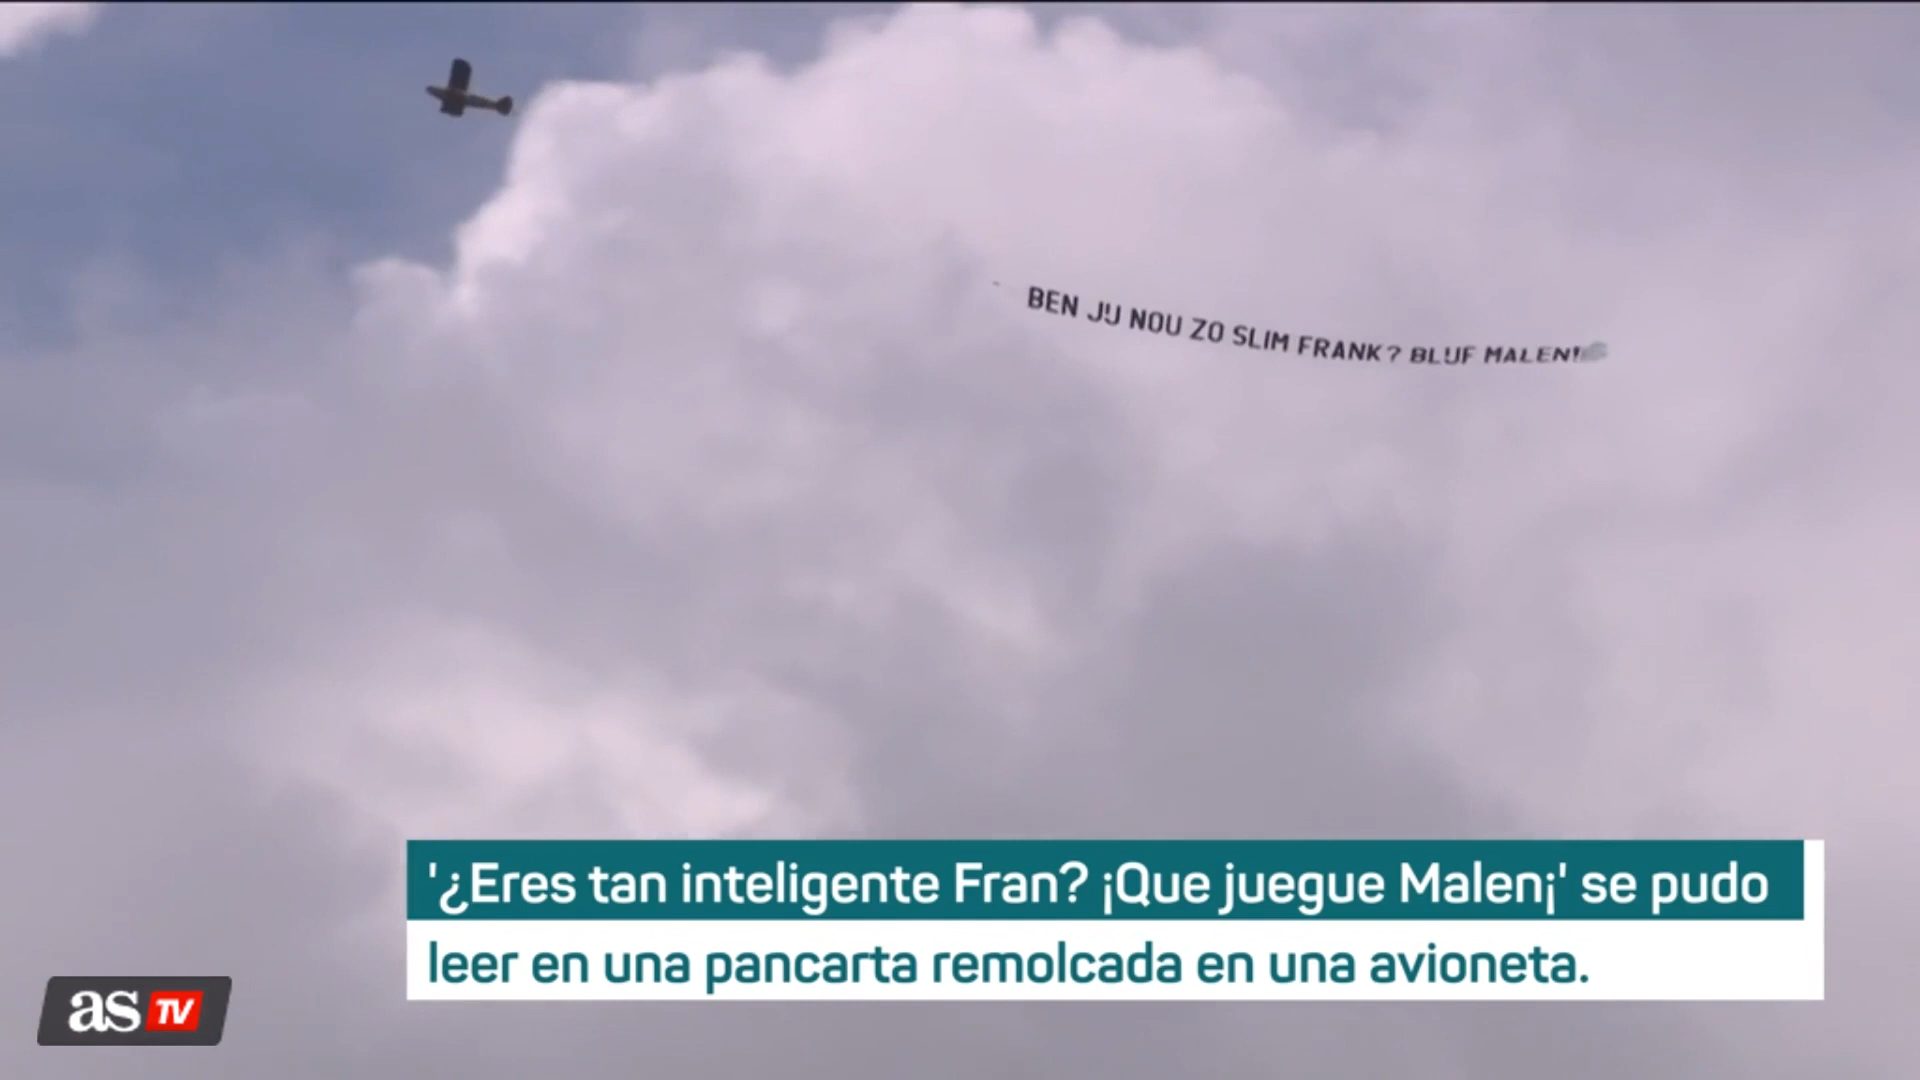 BEN JIJ NOU ZO SLIM FRANK? BLIJF MALEN!
'¿Eres tan inteligente Fran? ¡Que juegue Malen¡' se pudo
leer en una pancarta remolcada en una avioneta.
as TV